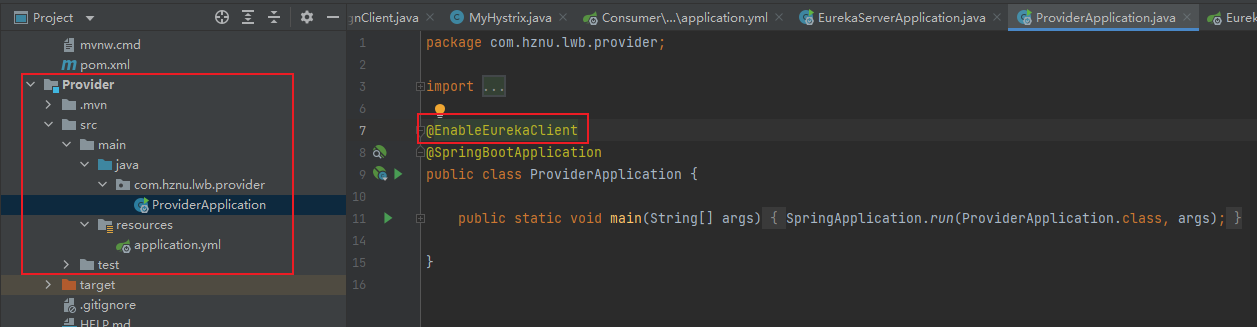 Project
mvnw.cmd
pom.xml
Provider
.mvn
src
main
java
com.hznu.lwb.provider
ProviderApplication
resources
application.yml
test
target
.gitignore
HELP.md
gnClient.java
MyHystrix.java
Consumer\...\application.yml
EurekaServerApplication.java
ProviderApplication.java
Eurek
1 package com.hznu.lwb.provider;
2
3 import ...
6
7 @EnableEurekaClient
8 @SpringBootApplication
9 public class ProviderApplication {
10
11 public static void main(String[] args) { SpringApplication.run(ProviderApplication.class, args); }
14
15 }
16